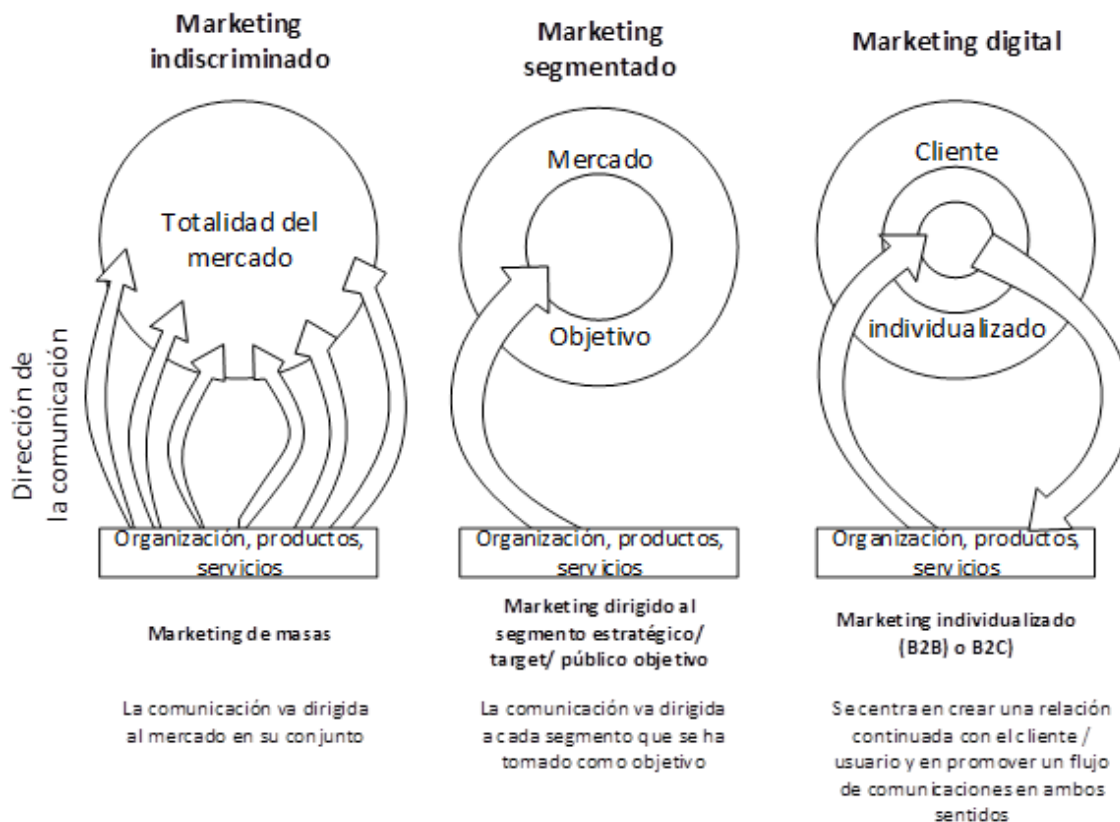 Marketing
indiscriminado
Marketing
segmentado
Marketing digital
Totalidad del
mercado
Mercado
Objetivo
Cliente
individualizado
Dirección de
la comunicación
Organización, productos,
servicios
Organización, productos,
servicios
Organización, productos,
servicios
Marketing de masas
Marketing dirigido al
segmento estratégico/
target/ público objetivo
Marketing individualizado
(B2B) o B2C)
La comunicación va dirigida
al mercado en su conjunto
La comunicación va dirigida
a cada segmento que se ha
tomado como objetivo
Se centra en crear una relación
continuada con el cliente /
usuario y en promover un flujo
de comunicaciones en ambos
sentidos